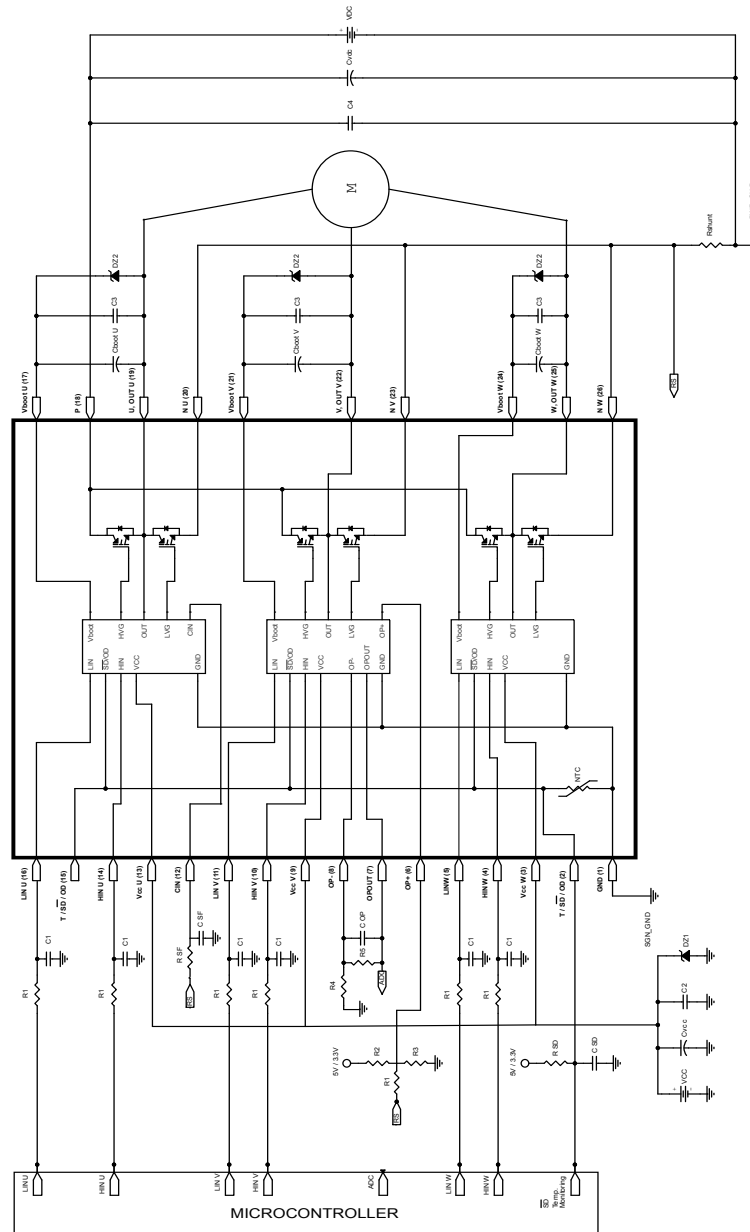 VDC
+
-
Cvdc
C4
M
Rshunt
RS
DZ2
C3
Cboot U
DZ2
C3
Cboot V
DZ2
C3
Cboot W
Vboot U (17)
P (18)
U, OUT U (19)
N U (20)
Vboot V (21)
V, OUT V (22)
N V (23)
Vboot W (24)
W, OUT W (25)
N W (26)
Vboot
HVG
OUT
LVG
CIN
LIN
SD/OD
HIN
VCC
GND
Vboot
HVG
OUT
LVG
OP+
LIN
SD/OD
HIN
VCC
OP-
OPOUT
GND
Vboot
HVG
OUT
LVG
LIN
SD/OD
HIN
VCC
GND
NTC
LIN U (16)
T / SD / OD (15)
HIN U (14)
Vcc U (13)
CIN (12)
LIN V (11)
HIN V (10)
Vcc V (9)
OP- (8)
OPOUT (7)
OP+ (6)
LINW (5)
HIN W (4)
Vcc W (3)
T / SD / OD (2)
GND (1)
C1
C1
C SF
C1
C1
C OP
C1
C1
SGN_GND
R1
R1
R SF
RS
R1
R1
R4
R5
ADC
R1
R1
5V / 3.3V
R2
R3
R1
RS
5V / 3.3V
R SD
C SD
DZ1
C2
Cvcc
VCC
+
-
LIN U
HIN U
LIN V
HIN V
ADC
LIN W
HIN W
SD
Temp.
Monitoring
MICROCONTROLLER